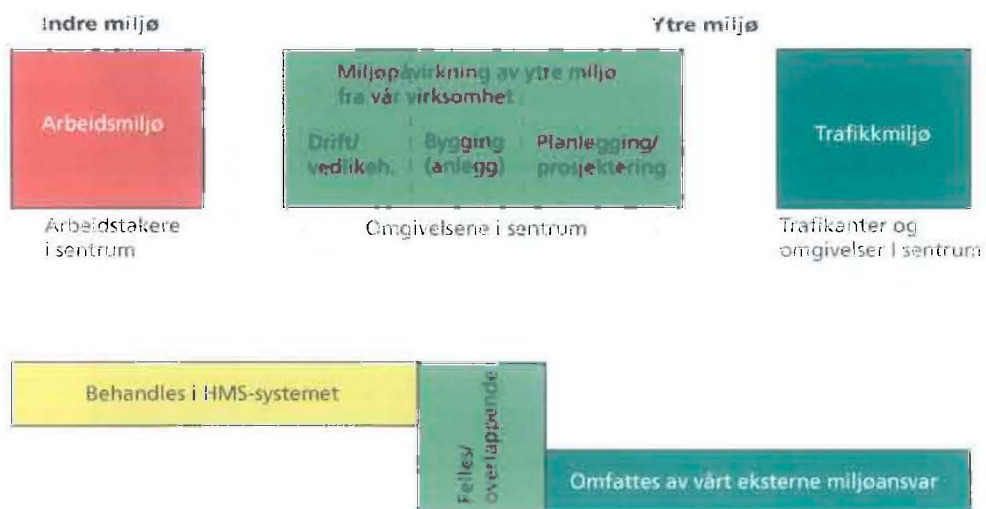 Indre miljø
Ytre miljø
Arbeidsmiljø
Arbeidstakere
i sentrum
Miljøpåvirkning av ytre miljø
fra vår virksomhet
Drift/
vedlikeh.
Bygging
(anlegg)
Planlegging/
prosjektering
Omgivelsene i sentrum
Trafikkmiljø
Trafikanter og
omgivelser i sentrum
Behandles i HMS-systemet
Felles/
overlappende
Omfattes av vårt eksterne miljøansvar